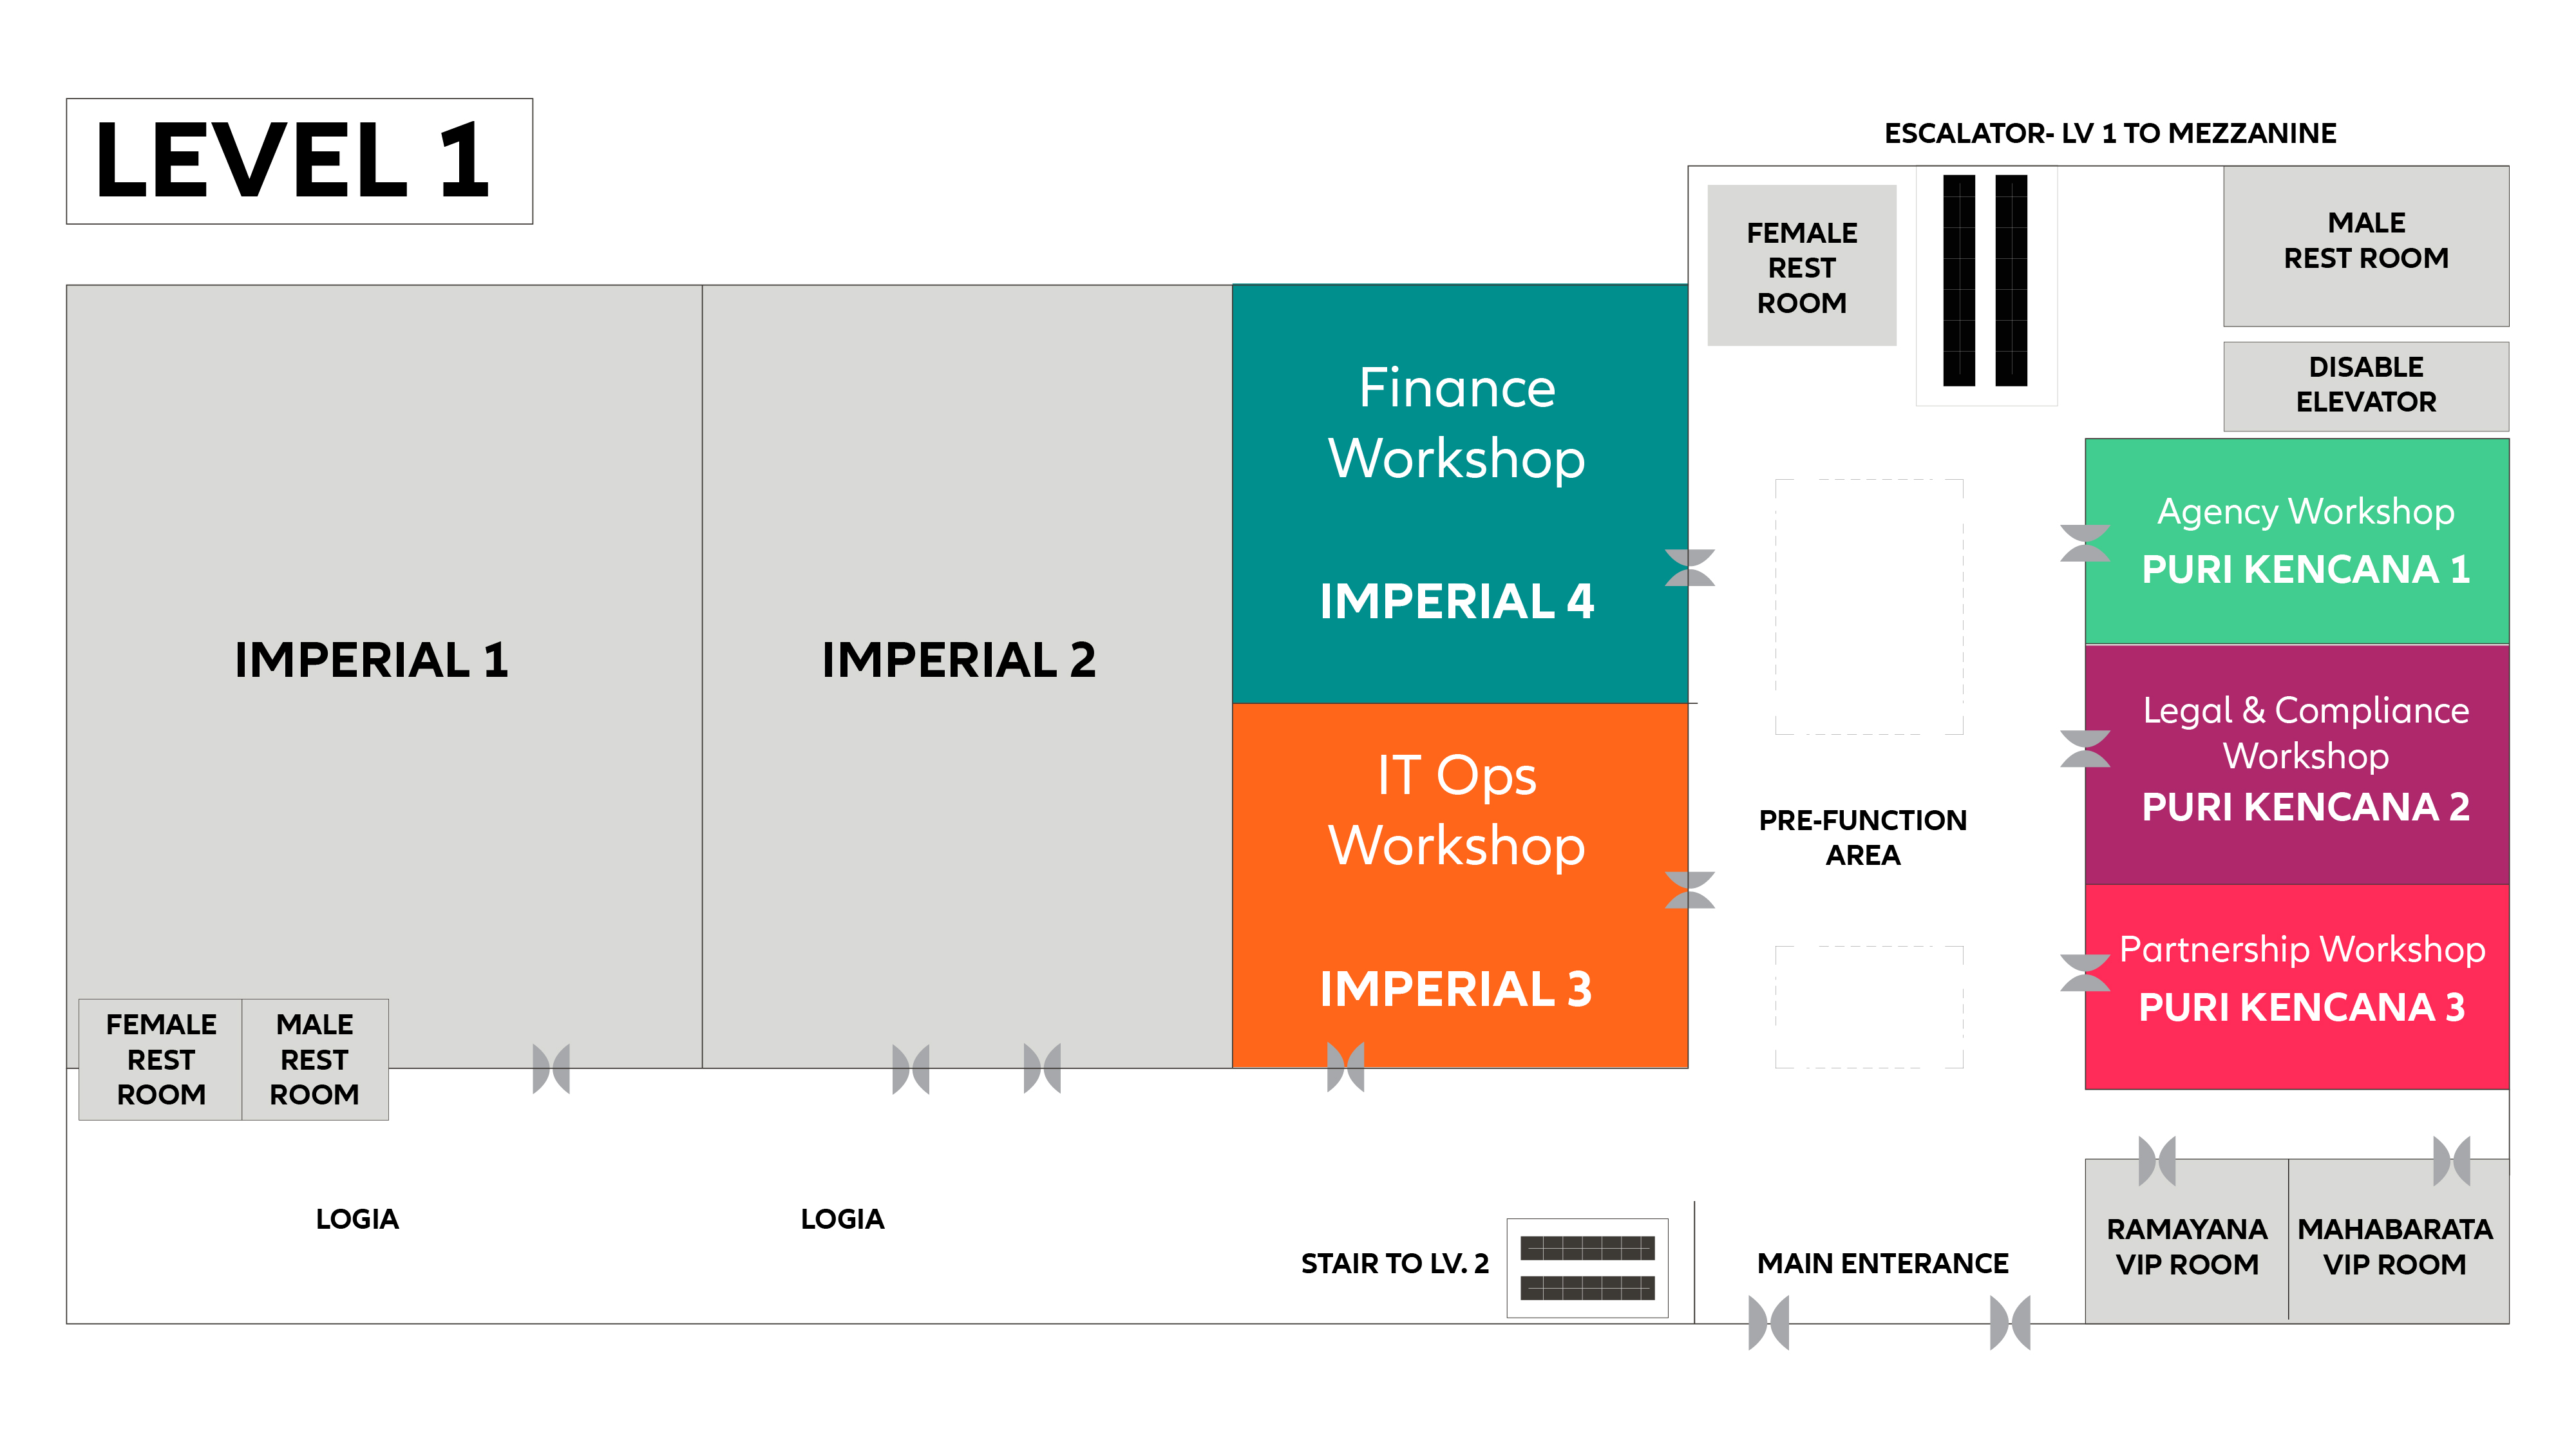 LEVEL 1
ESCALATOR- LV 1 TO MEZZANINE
FEMALE
REST
ROOM
MALE
REST ROOM
DISABLE
ELEVATOR
IMPERIAL 1
IMPERIAL 2
Finance
Workshop
IMPERIAL 4
IT Ops
Workshop
IMPERIAL 3
PRE-FUNCTION
AREA
Agency Workshop
PURI KENCANA 1
Legal & Compliance
Workshop
PURI KENCANA 2
Partnership Workshop
PURI KENCANA 3
FEMALE
REST
ROOM
MALE
REST
ROOM
LOGIA
LOGIA
STAIR TO LV. 2
MAIN ENTERANCE
RAMAYANA
VIP ROOM
MAHABARATA
VIP ROOM